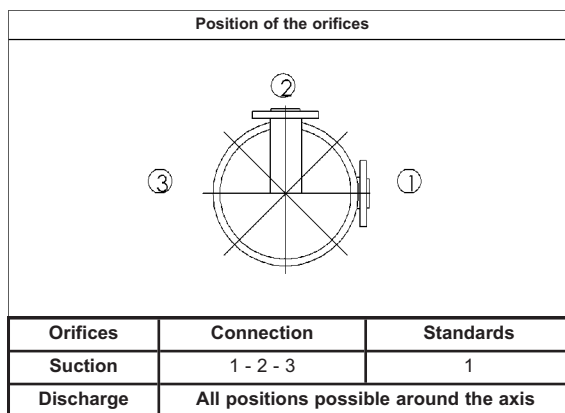 Position of the orifices
2
3
1
Orifices Connection Standards
Suction 1 - 2 - 3 1
Discharge All positions possible around the axis